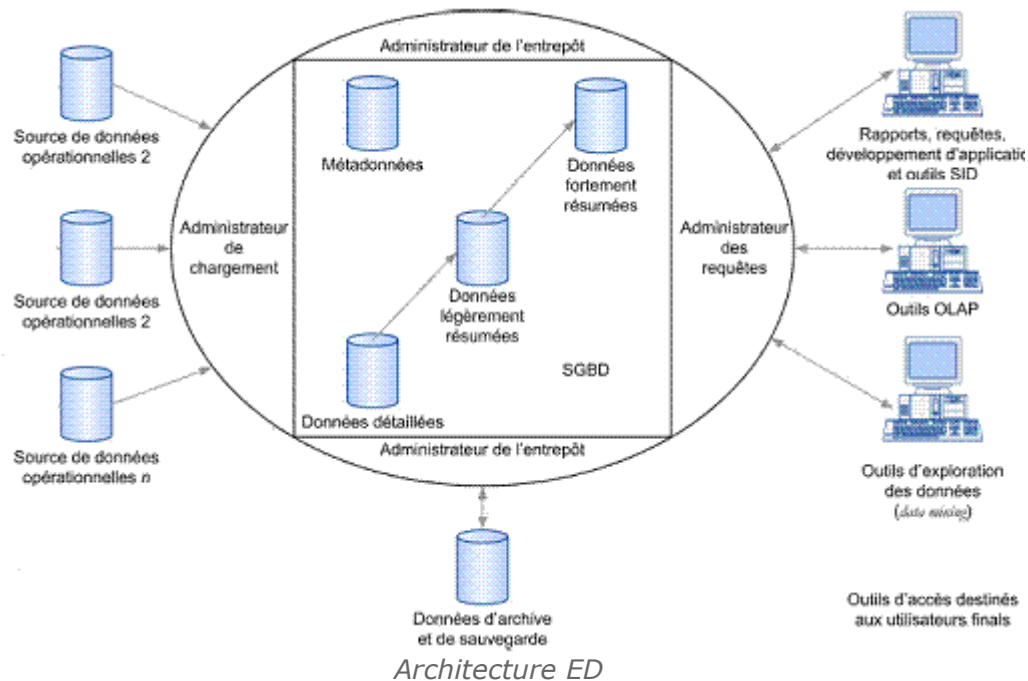 Administrateur de l'entrepôt
Source de données
opérationnelles 2
Métadonnées
Données
fortement
résumées
Rapports, requêtes,
développement d'applicatio
et outils SID
Source de données
opérationnelles 2
Administrateur
de
chargement
Données
légèrement
résumées
Administrateur
des
requêtes
Outils OLAP
SGBD
Source de données
opérationnelles n
Données détaillées
Administrateur de l'entrepôt
Outils d'exploration
des données
(data mining)
Données d'archive
et de sauvegarde
Outils d'accès destinés
aux utilisateurs finals
Architecture ED